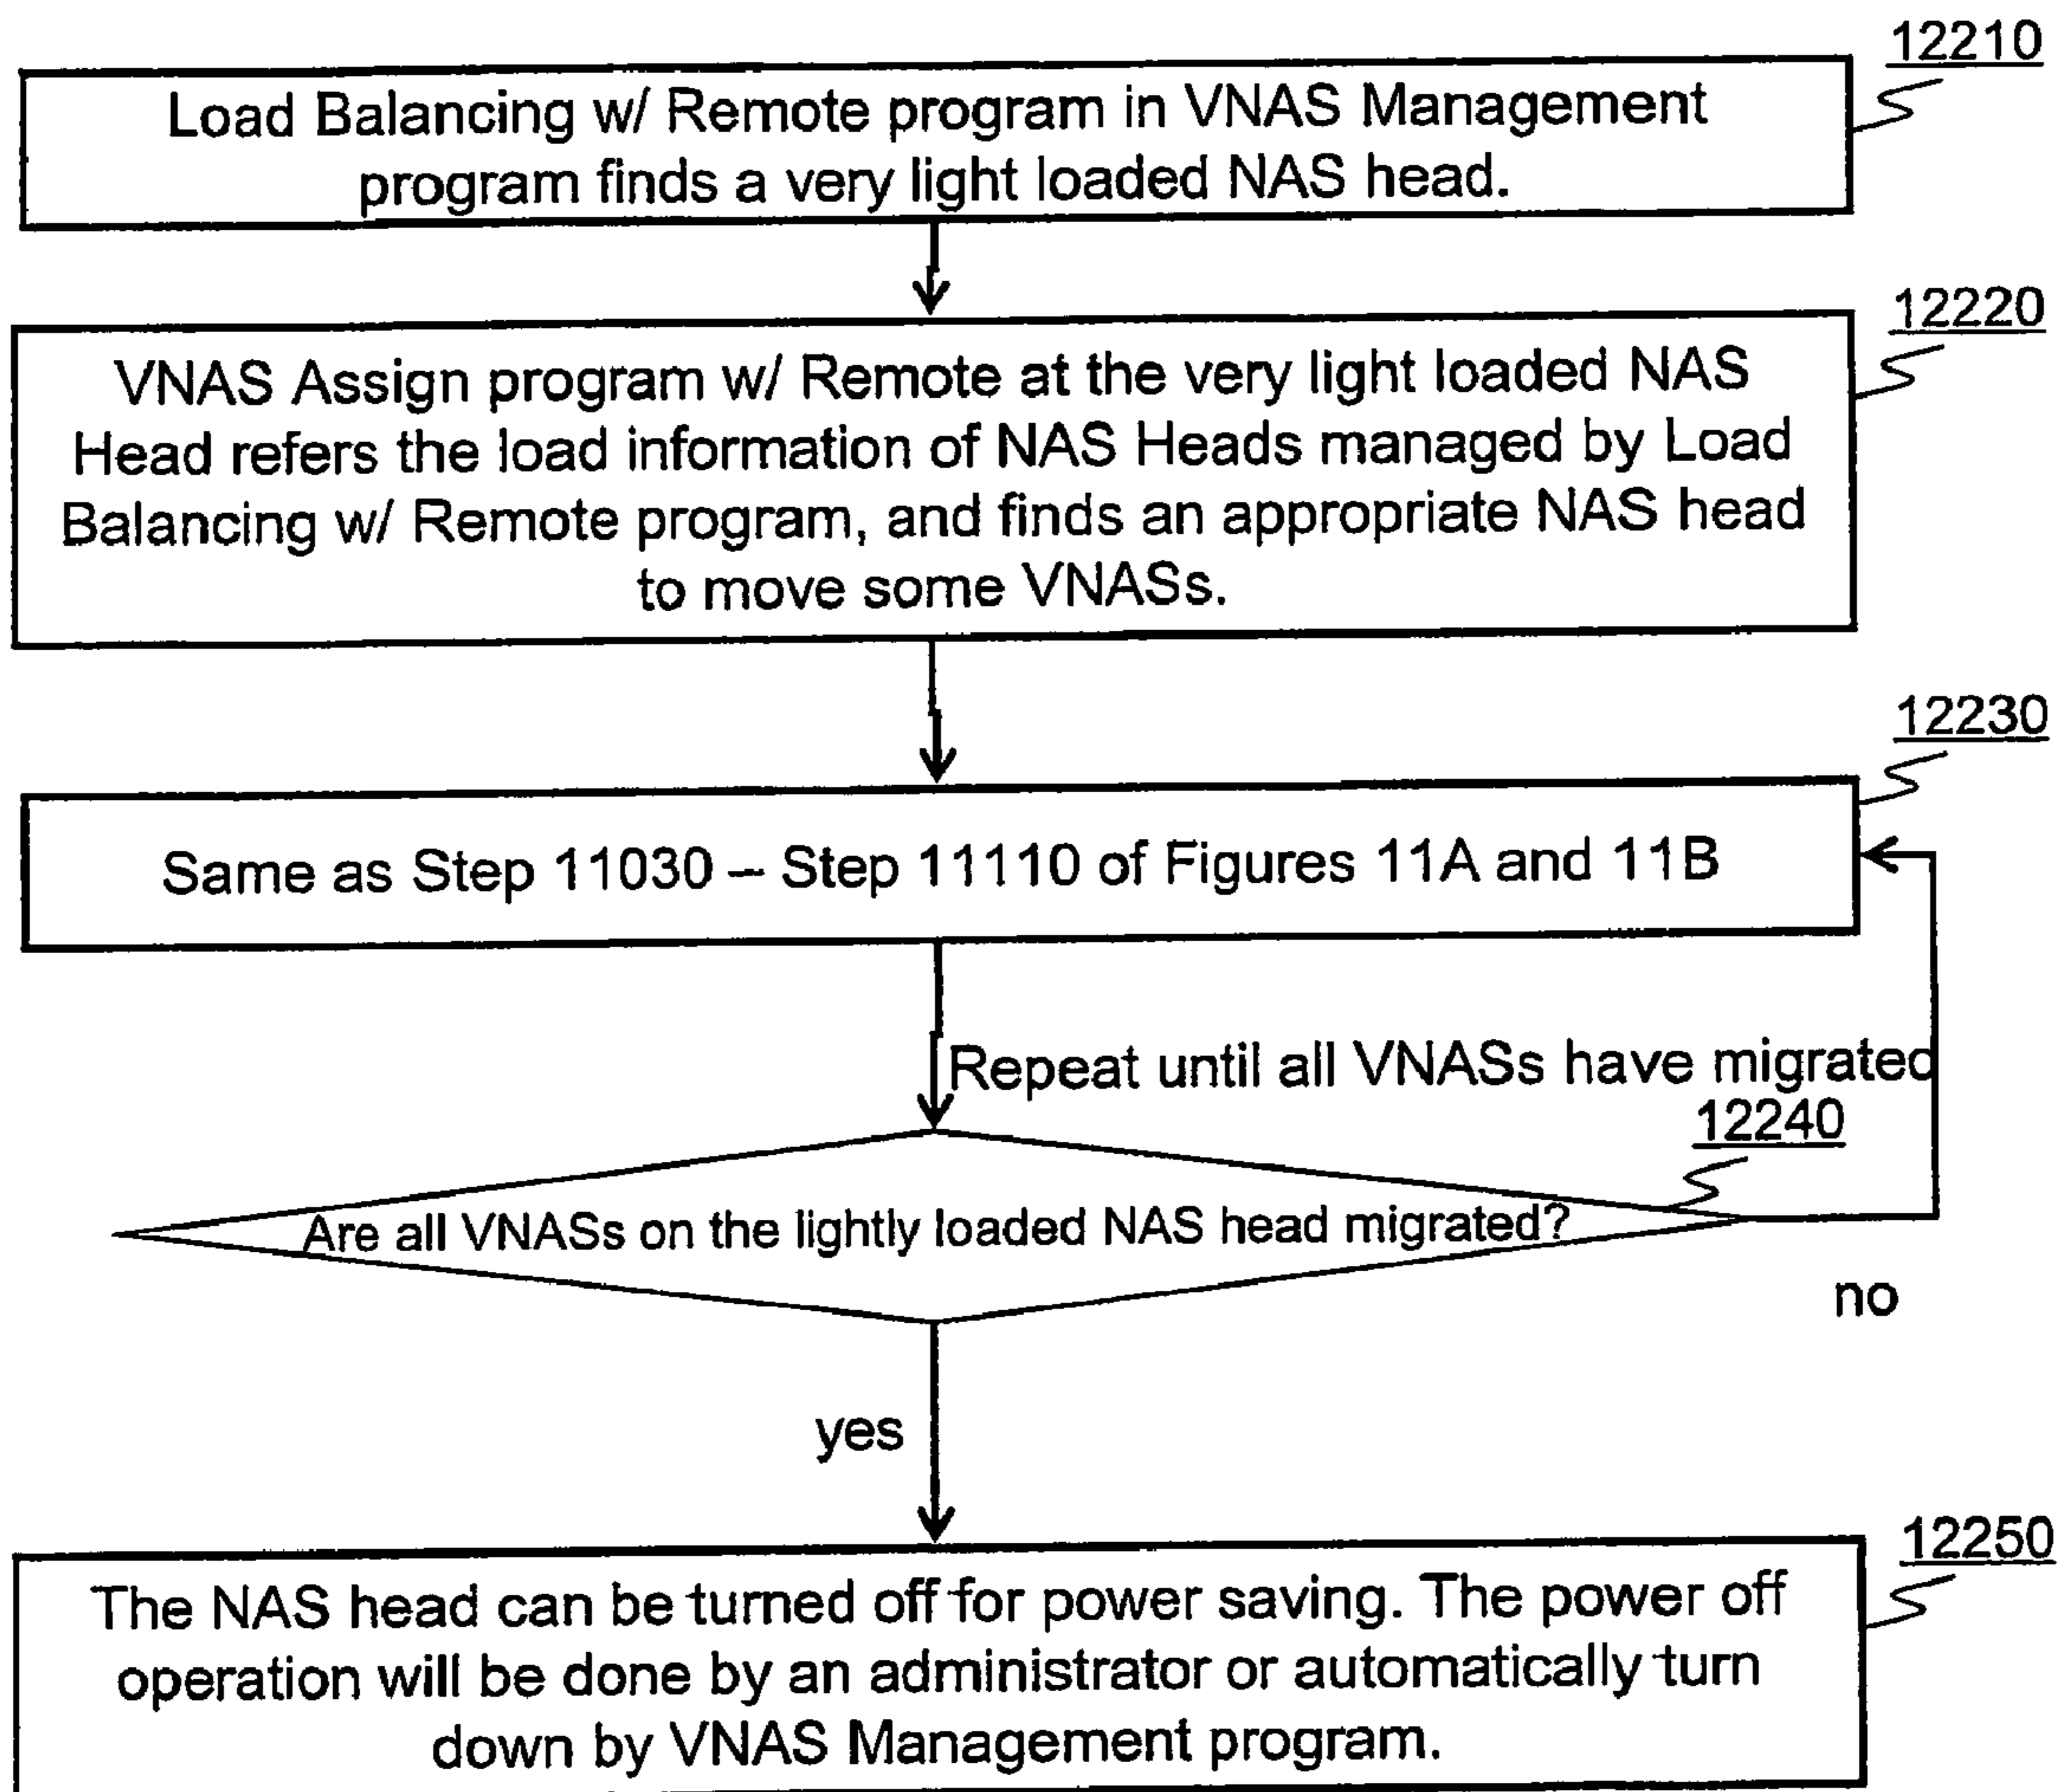 12210
Load Balancing w/ Remote program in VNAS Management
program finds a very light loaded NAS head.
12220
VNAS Assign program w/ Remote at the very light loaded NAS
Head refers the load information of NAS Heads managed by Load
Balancing w/ Remote program, and finds an appropriate NAS head
to move some VNASs.
12230
Same as Step 11030 – Step 11110 of Figures 11A and 11B
Repeat until all VNASs have migrated
12240
Are all VNASs on the lightly loaded NAS head migrated?
no
yes
12250
The NAS head can be turned off for power saving. The power off
operation will be done by an administrator or automatically turn
down by VNAS Management program.